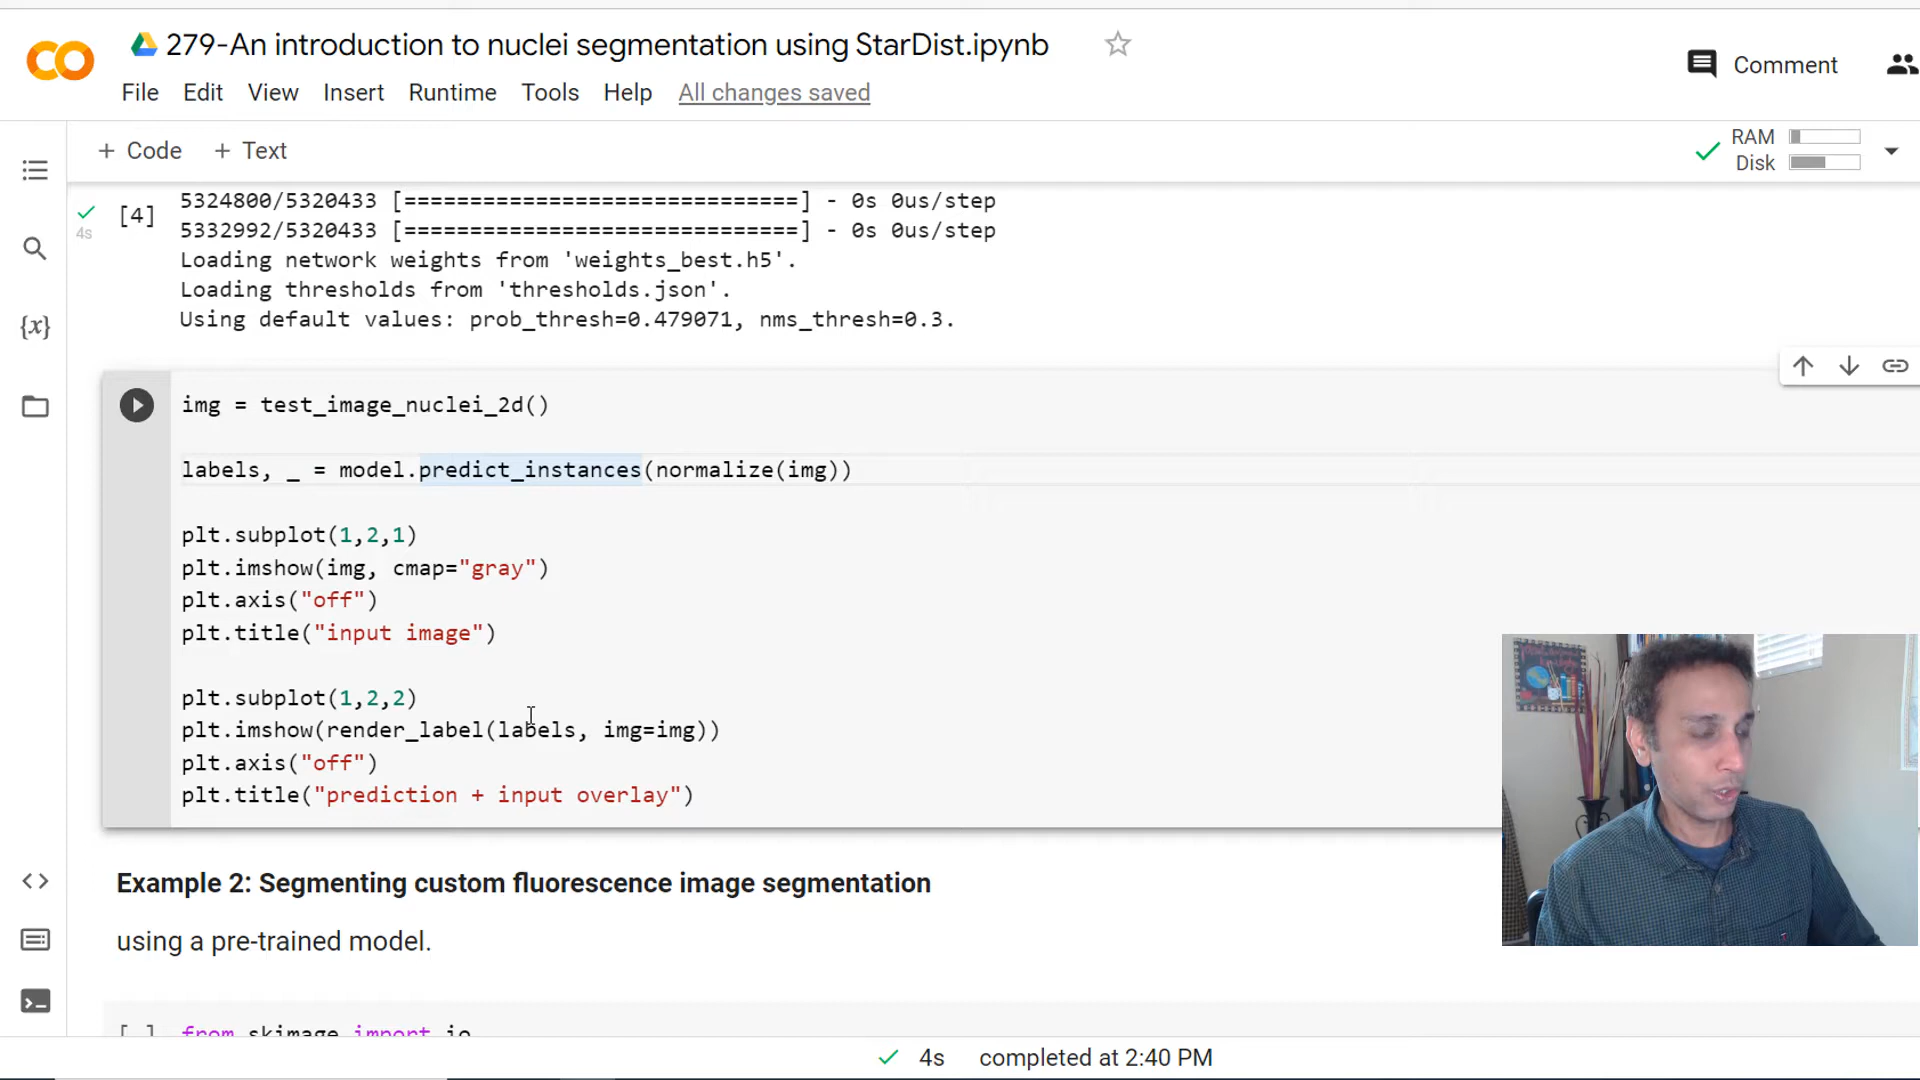 279-An introduction to nuclei segmentation using StarDist.ipynb
Comment
File Edit View Insert Runtime Tools Help All changes saved
+ Code + Text
RAM
Disk
[4]
4s
5324800/5320433 [==============================] - 0s 0us/step
5332992/5320433 [==============================] - 0s 0us/step
Loading network weights from 'weights_best.h5'.
Loading thresholds from 'thresholds.json'.
Using default values: prob_thresh=0.479071, nms_thresh=0.3.
{x}
img = test_image_nuclei_2d()
labels, _ = model.predict_instances(normalize(img))
plt.subplot(1,2,1)
plt.imshow(img, cmap="gray")
plt.axis("off")
plt.title("input image")
plt.subplot(1,2,2)
plt.imshow(render_label(labels, img=img))
plt.axis("off")
plt.title("prediction + input overlay")
Example 2: Segmenting custom fluorescence image segmentation
using a pre-trained model.
[ ] from skimage import io
4s completed at 2:40 PM